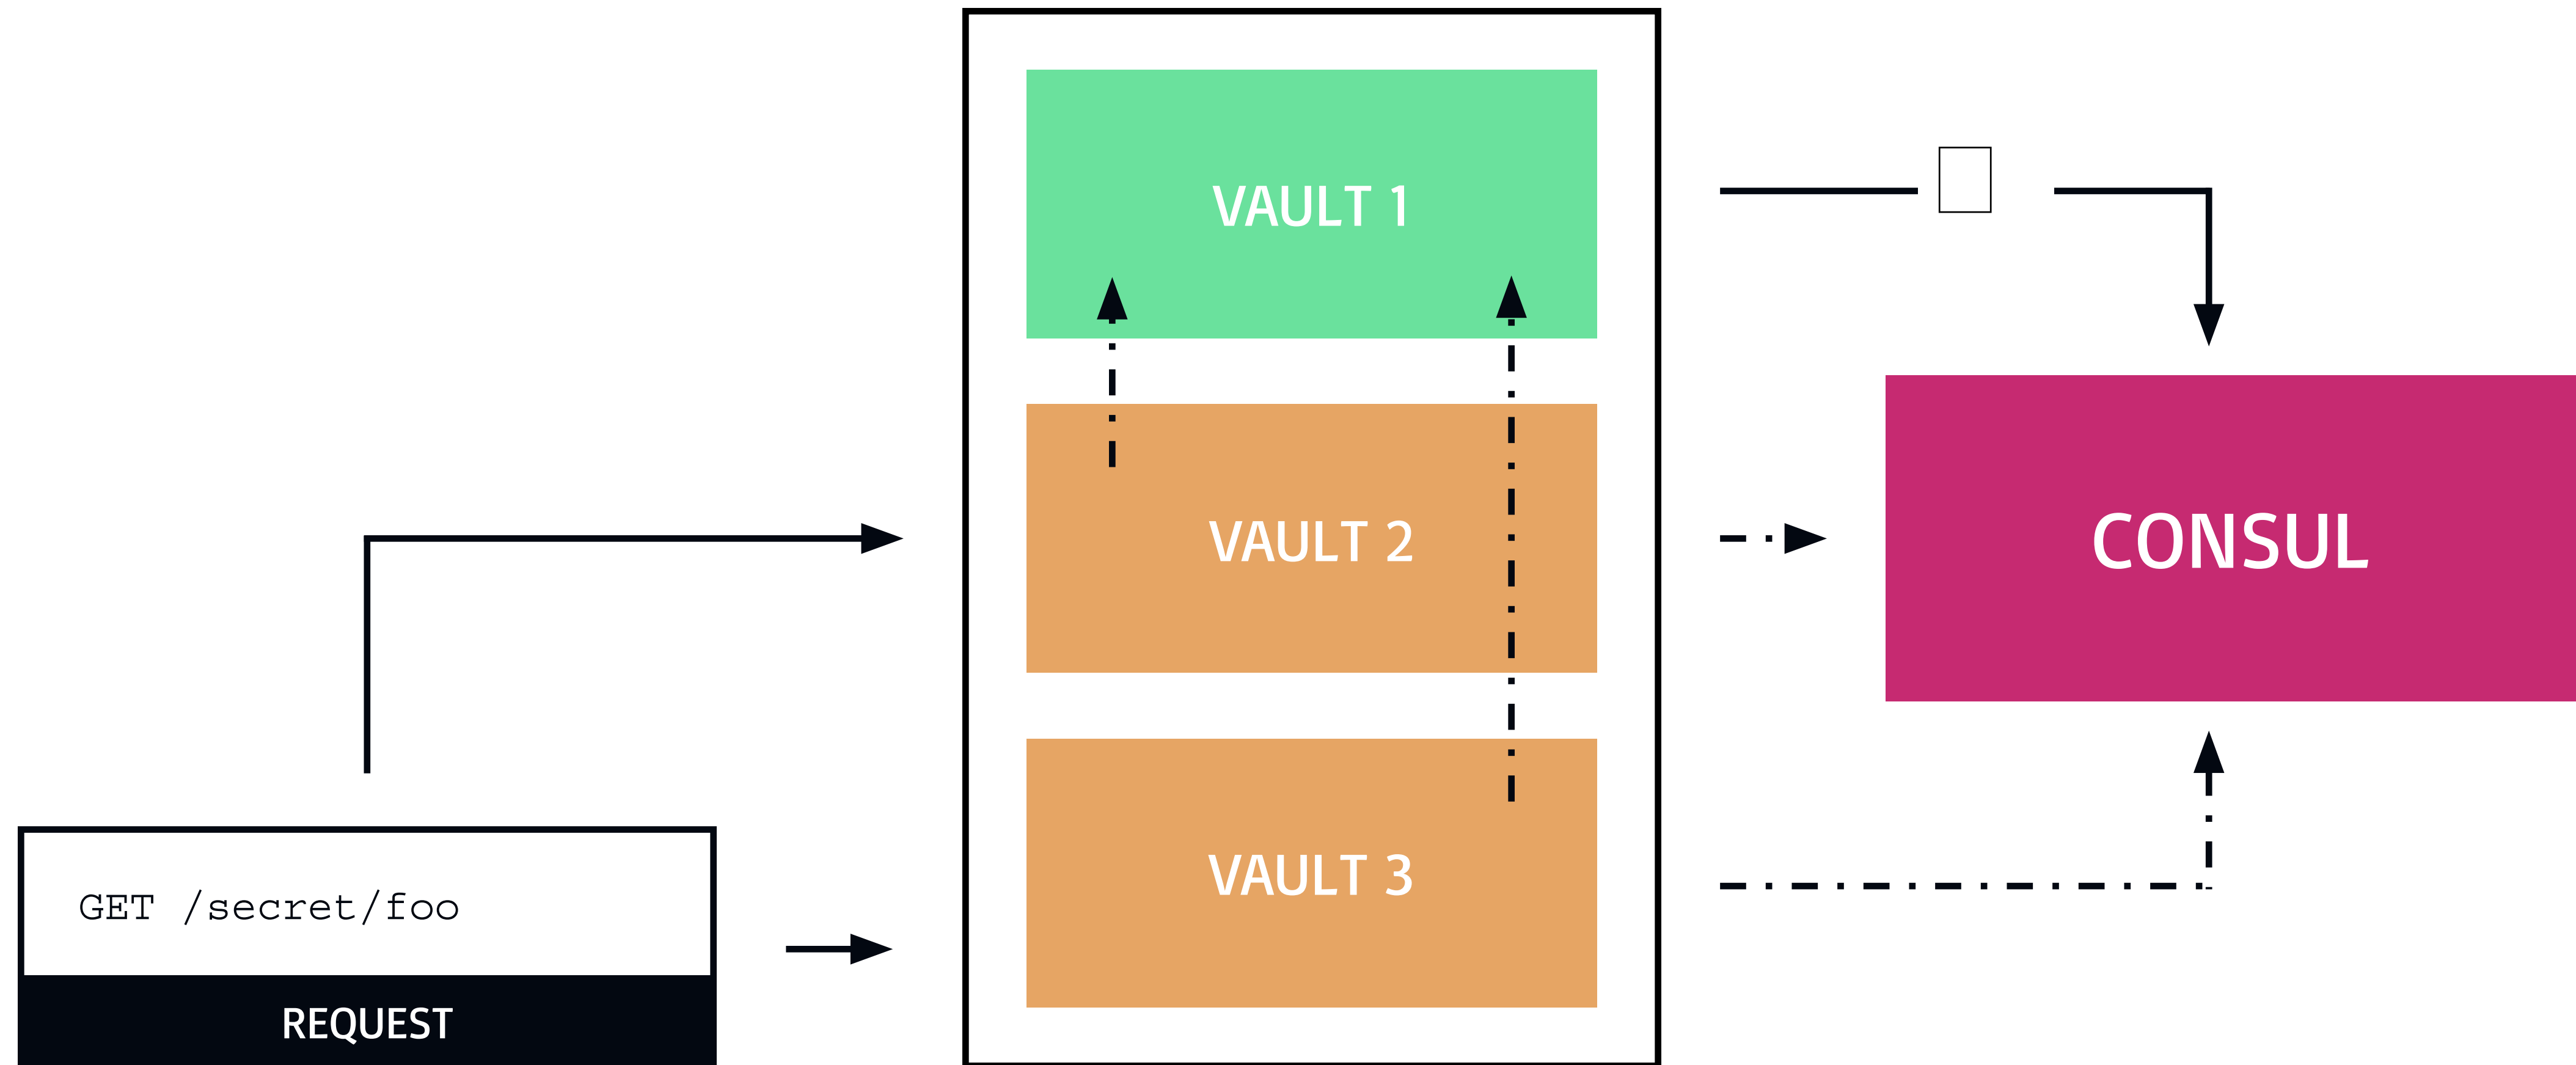 VAULT 1
VAULT 2
VAULT 3
CONSUL
GET /secret/foo
REQUEST